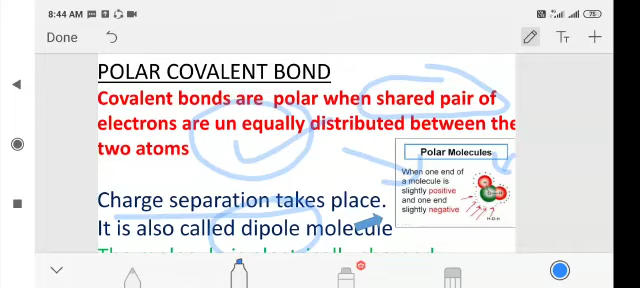 8:44 AM
75
Done
TT
POLAR COVALENT BOND
Covalent bonds are polar when shared pair of
electrons are un equally distributed between the
two atoms
Polar Molecules
When one end of
a molecule is
slightly positive
and one end
slightly negative
H-O-H
Charge separation takes place.
It is also called dipole molecule